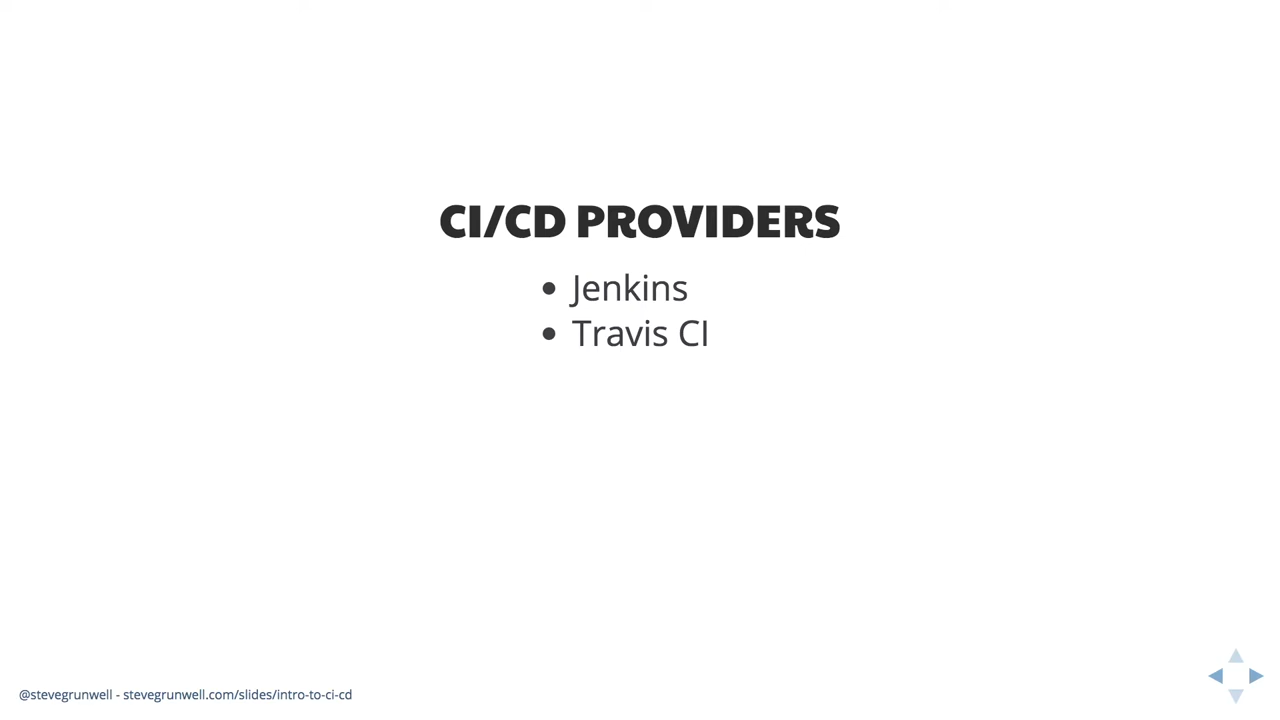 CI/CD PROVIDERS
• Jenkins
• Travis CI
@stevegrunwell - stevegrunwell.com/slides/intro-to-ci-cd